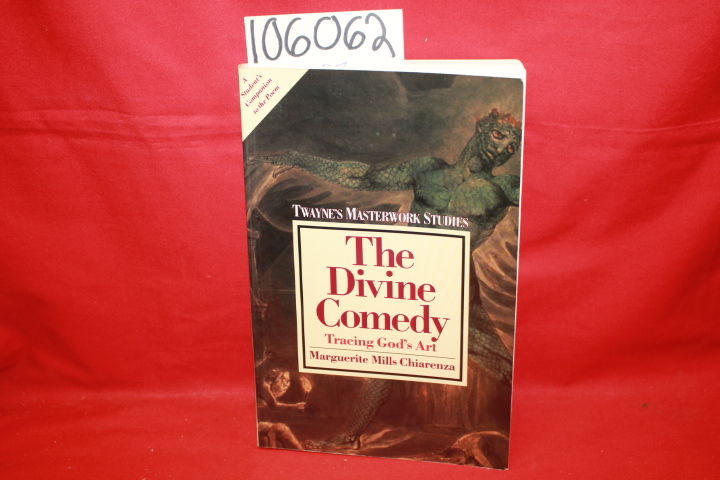 106062
A
Student's
Companion
to the Poem
TWAYNE'S MASTERWORK STUDIES
The
Divine
Comedy
Tracing God's Art
Marguerite Mills Chiarenza